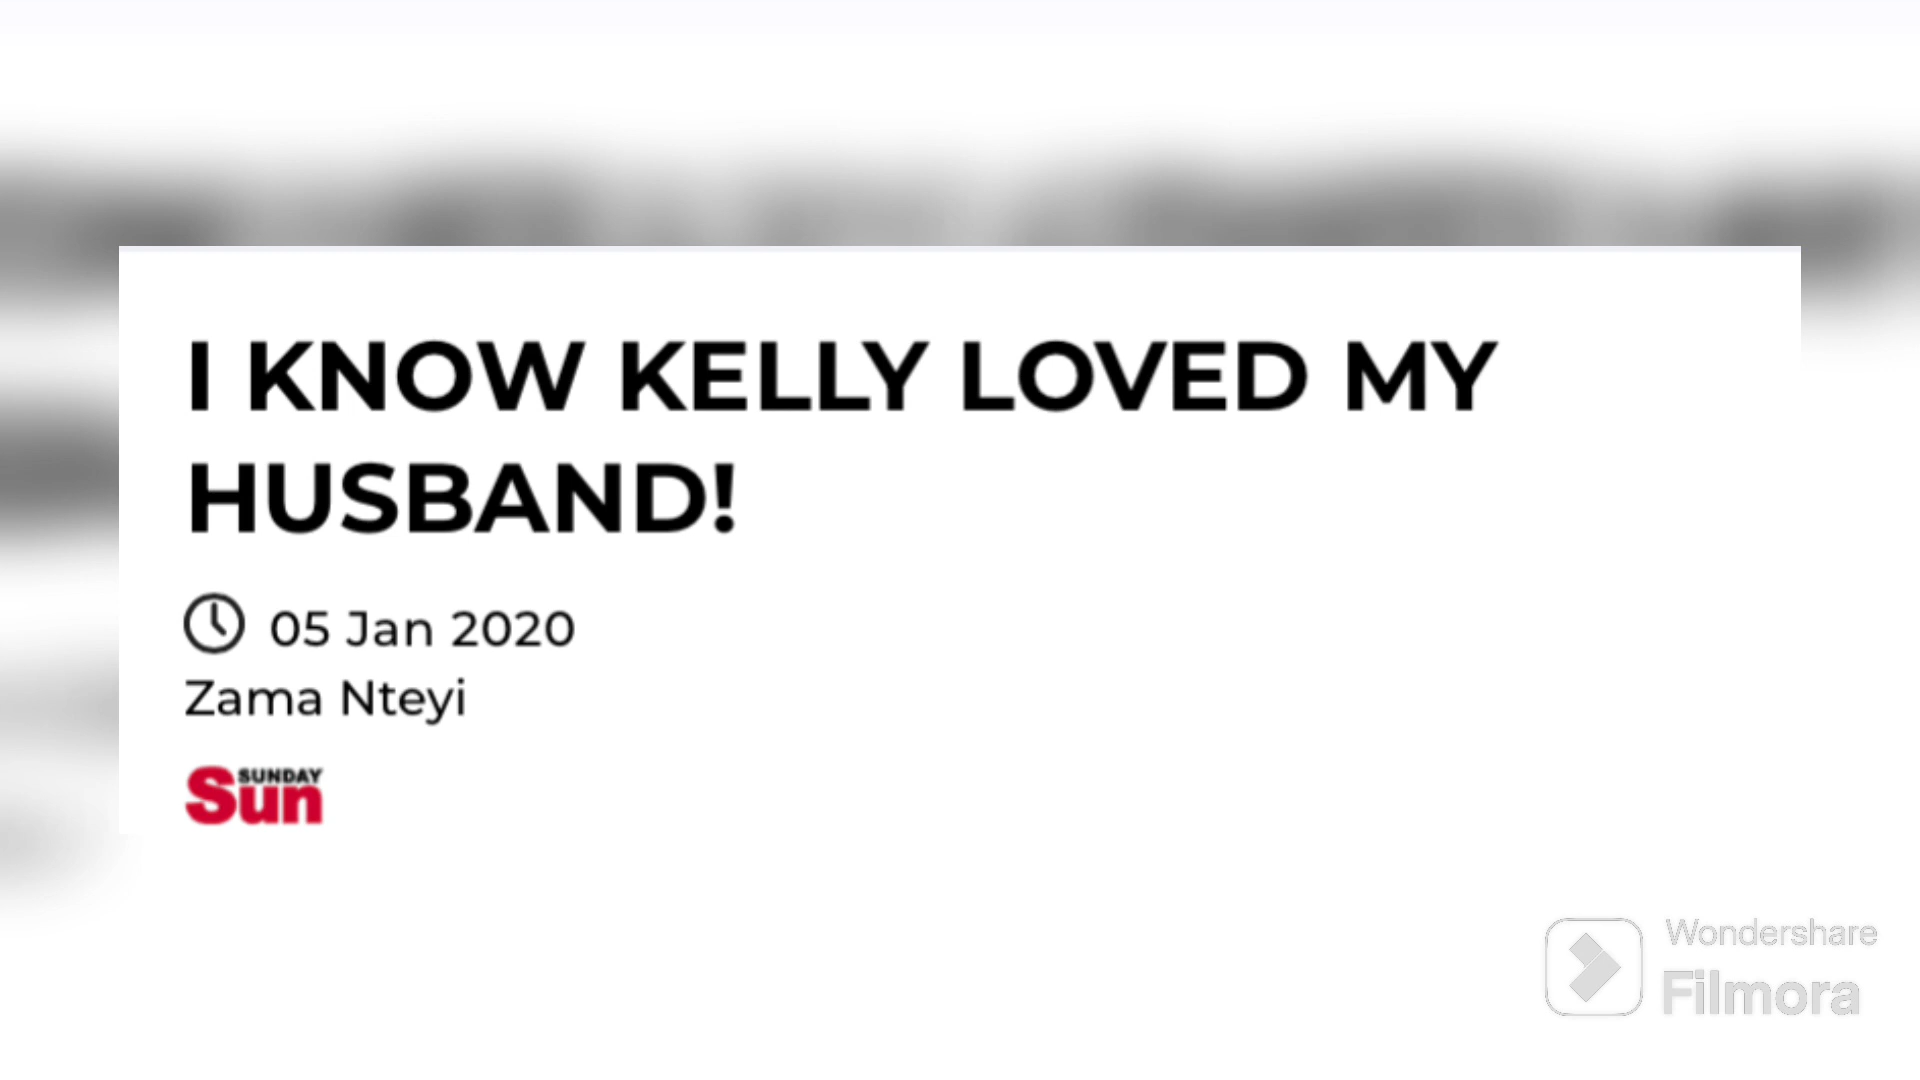 I KNOW KELLY LOVED MY
HUSBAND!
05 Jan 2020
Zama Nteyi
SUNDAY
Sun
Wondershare
Filmora